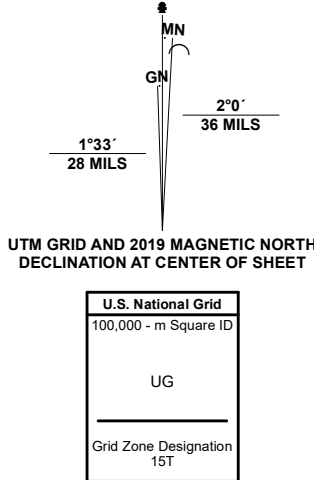 MN
GN
2°0´
36 MILS
1°33´
28 MILS
UTM GRID AND 2019 MAGNETIC NORTH
DECLINATION AT CENTER OF SHEET
U.S. National Grid
100,000 - m Square ID
UG
Grid Zone Designation
15T